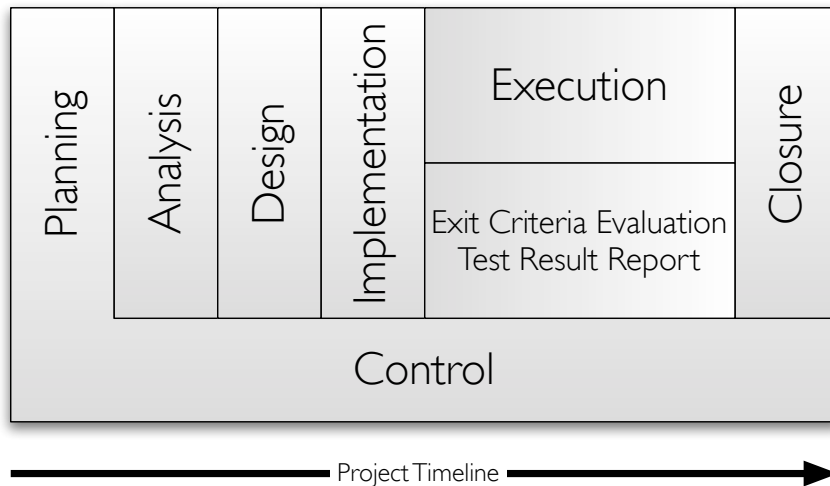 Planning
Analysis
Design
Implementation
Execution
Exit Criteria Evaluation
Test Result Report
Closure
Control
Project Timeline